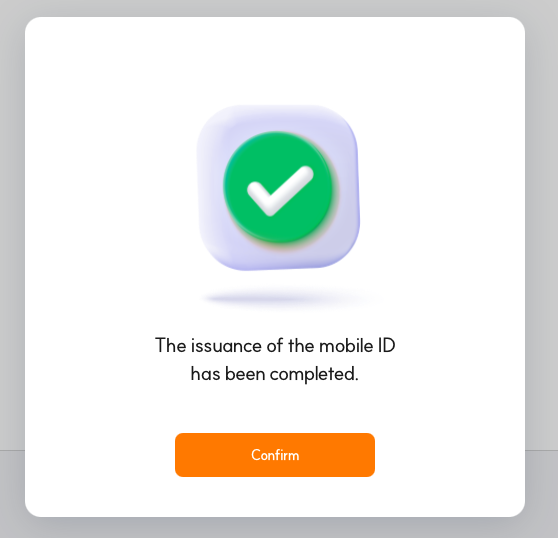 The issuance of the mobile ID
has been completed.
Confirm